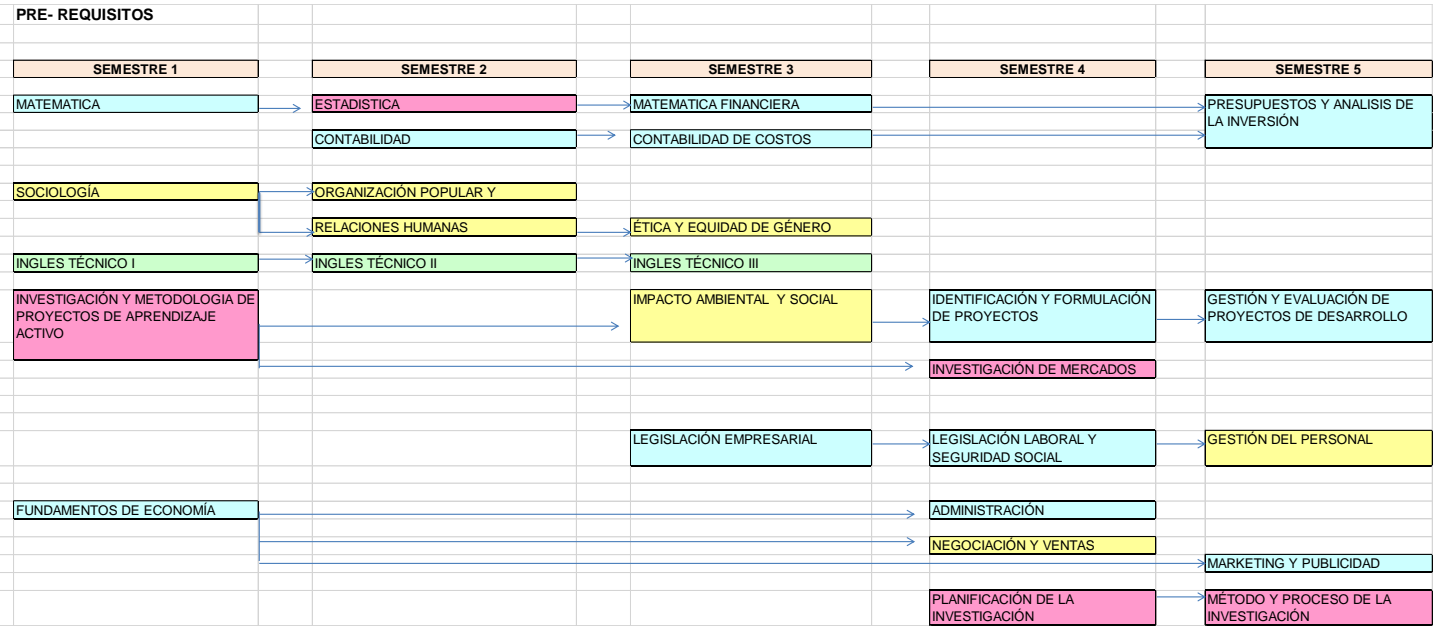 PRE- REQUISITOS
SEMESTRE 1
SEMESTRE 2
SEMESTRE 3
SEMESTRE 4
SEMESTRE 5
MATEMATICA
ESTADISTICA
MATEMATICA FINANCIERA
PRESUPUESTOS Y ANALISIS DE
LA INVERSIÓN
CONTABILIDAD
CONTABILIDAD DE COSTOS
SOCIOLOGÍA
ORGANIZACIÓN POPULAR Y
RELACIONES HUMANAS
ÉTICA Y EQUIDAD DE GÉNERO
INGLES TÉCNICO I
INGLES TÉCNICO II
INGLES TÉCNICO III
INVESTIGACIÓN Y METODOLOGIA DE
PROYECTOS DE APRENDIZAJE
ACTIVO
IMPACTO AMBIENTAL  Y SOCIAL
IDENTIFICACIÓN Y FORMULACIÓN
DE PROYECTOS
GESTIÓN Y EVALUACIÓN DE
PROYECTOS DE DESARROLLO
INVESTIGACIÓN DE MERCADOS
LEGISLACIÓN EMPRESARIAL
LEGISLACIÓN LABORAL Y
SEGURIDAD SOCIAL
GESTIÓN DEL PERSONAL
FUNDAMENTOS DE ECONOMÍA
ADMINISTRACIÓN
NEGOCIACIÓN Y VENTAS
MARKETING Y PUBLICIDAD
PLANIFICACIÓN DE LA
INVESTIGACIÓN
MÉTODO Y PROCESO DE LA
INVESTIGACIÓN